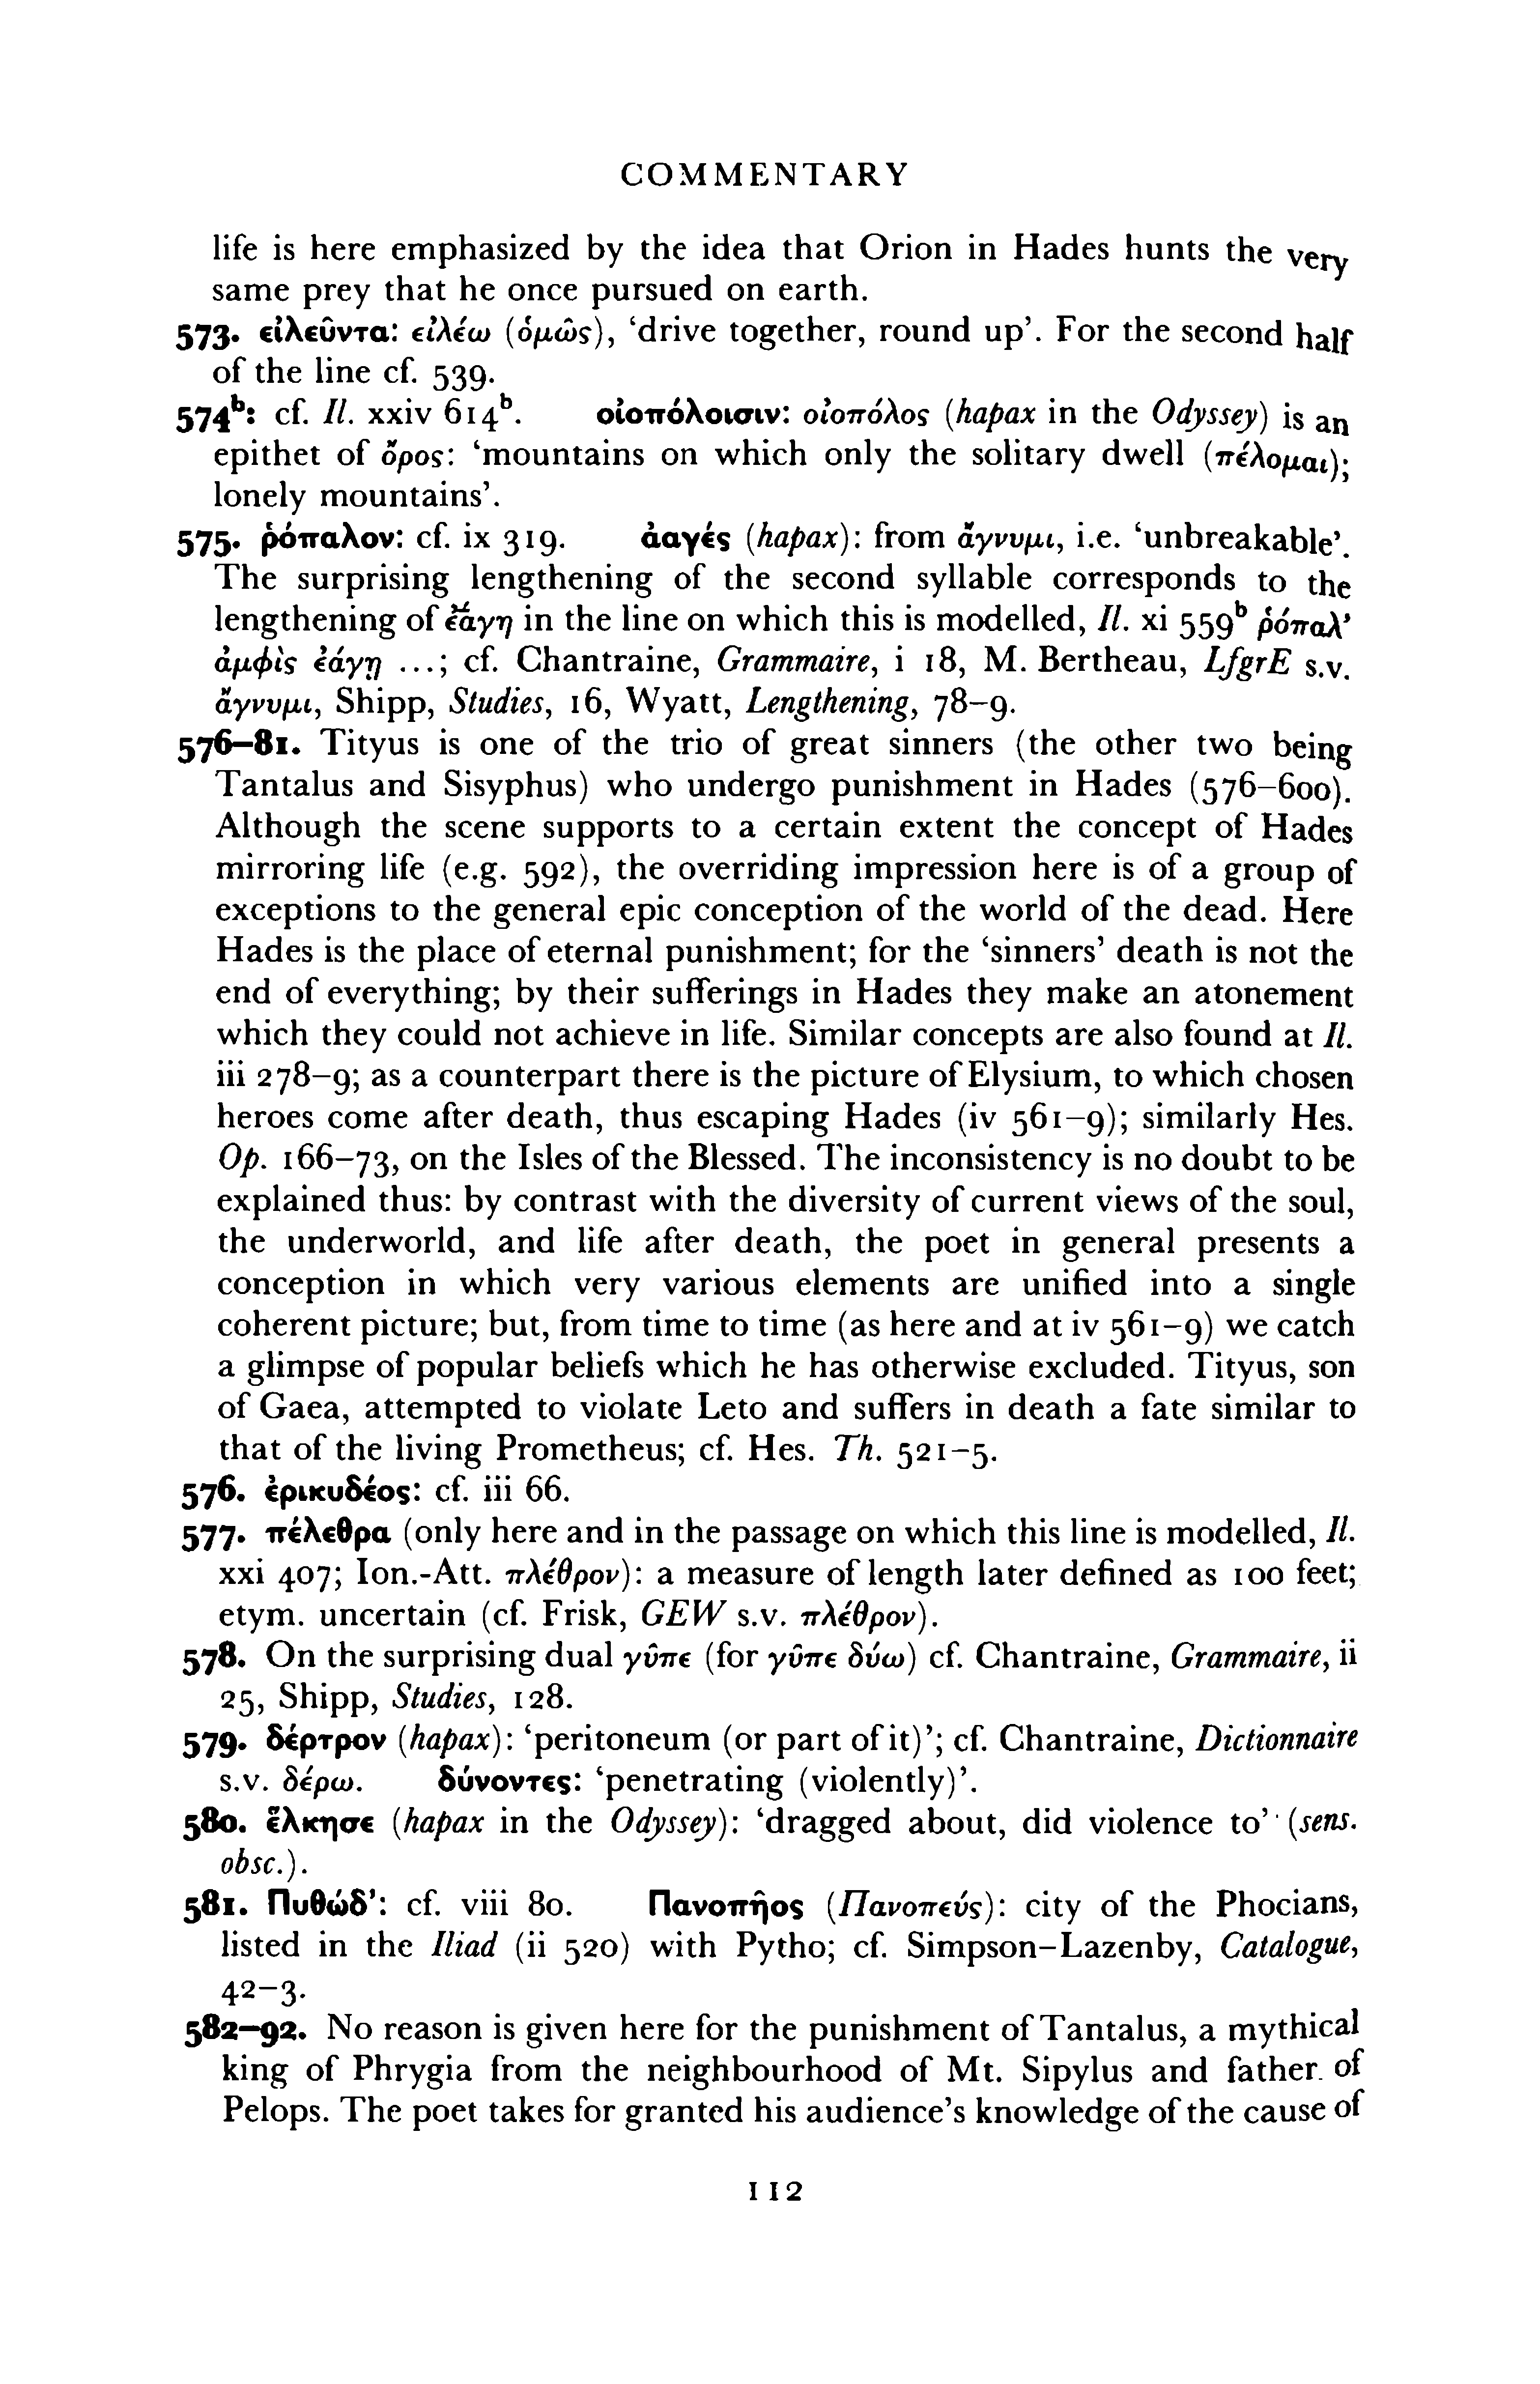 COMMENTARY
life is here emphasized by the idea that Orion in Hades hunts the very
same prey that he once pursued on earth.
573. εἰλεῦντα: εἰλέω (ὁμῶς), ‘drive together, round up’. For the second half
of the line cf. 539.
574ᵇ: cf. Il. xxiv 614ᵇ. οἰοπόλοισιν: οἰοπόλος (hapax in the Odyssey) is an
epithet of ὄρος: ‘mountains on which only the solitary dwell (πέλομαι);
lonely mountains’.
575. ῥόπαλον: cf. ix 319. ἀαγές (hapax): from ἄγνυμι, i.e. ‘unbreakable’.
The surprising lengthening of the second syllable corresponds to the
lengthening of ἐᾱ́γη in the line on which this is modelled, Il. xi 559ᵇ ῥόπαλ’
ἀμφὶς ἐάγῃ ...; cf. Chantraine, Grammaire, i 18, M. Bertheau, LfgrE s.v.
ἄγνυμι, Shipp, Studies, 16, Wyatt, Lengthening, 78–9.
576–81. Tityus is one of the trio of great sinners (the other two being
Tantalus and Sisyphus) who undergo punishment in Hades (576–600).
Although the scene supports to a certain extent the concept of Hades
mirroring life (e.g. 592), the overriding impression here is of a group of
exceptions to the general epic conception of the world of the dead. Here
Hades is the place of eternal punishment; for the ‘sinners’ death is not the
end of everything; by their sufferings in Hades they make an atonement
which they could not achieve in life. Similar concepts are also found at Il.
iii 278–9; as a counterpart there is the picture of Elysium, to which chosen
heroes come after death, thus escaping Hades (iv 561–9); similarly Hes.
Op. 166–73, on the Isles of the Blessed. The inconsistency is no doubt to be
explained thus: by contrast with the diversity of current views of the soul,
the underworld, and life after death, the poet in general presents a
conception in which very various elements are unified into a single
coherent picture; but, from time to time (as here and at iv 561–9) we catch
a glimpse of popular beliefs which he has otherwise excluded. Tityus, son
of Gaea, attempted to violate Leto and suffers in death a fate similar to
that of the living Prometheus; cf. Hes. Th. 521–5.
576. ἐρικυδέος: cf. iii 66.
577. πέλεθρα (only here and in the passage on which this line is modelled, Il.
xxi 407; Ion.-Att. πλέθρον): a measure of length later defined as 100 feet;
etym. uncertain (cf. Frisk, GEW s.v. πλέθρον).
578. On the surprising dual γῦπε (for γῦπε δύω) cf. Chantraine, Grammaire, ii
25, Shipp, Studies, 128.
579. δέρτρον (hapax): ‘peritoneum (or part of it)’; cf. Chantraine, Dictionnaire
s.v. δέρω. δύνοντες: ‘penetrating (violently)’.
580. ἕλκησε (hapax in the Odyssey): ‘dragged about, did violence to’ (sens.
obsc.).
581. Πυθώδ’: cf. viii 80. Πανοπῆος (Πανοπεύς): city of the Phocians,
listed in the Iliad (ii 520) with Pytho; cf. Simpson–Lazenby, Catalogue,
42–3.
582–92. No reason is given here for the punishment of Tantalus, a mythical
king of Phrygia from the neighbourhood of Mt. Sipylus and father of
Pelops. The poet takes for granted his audience’s knowledge of the cause of
112